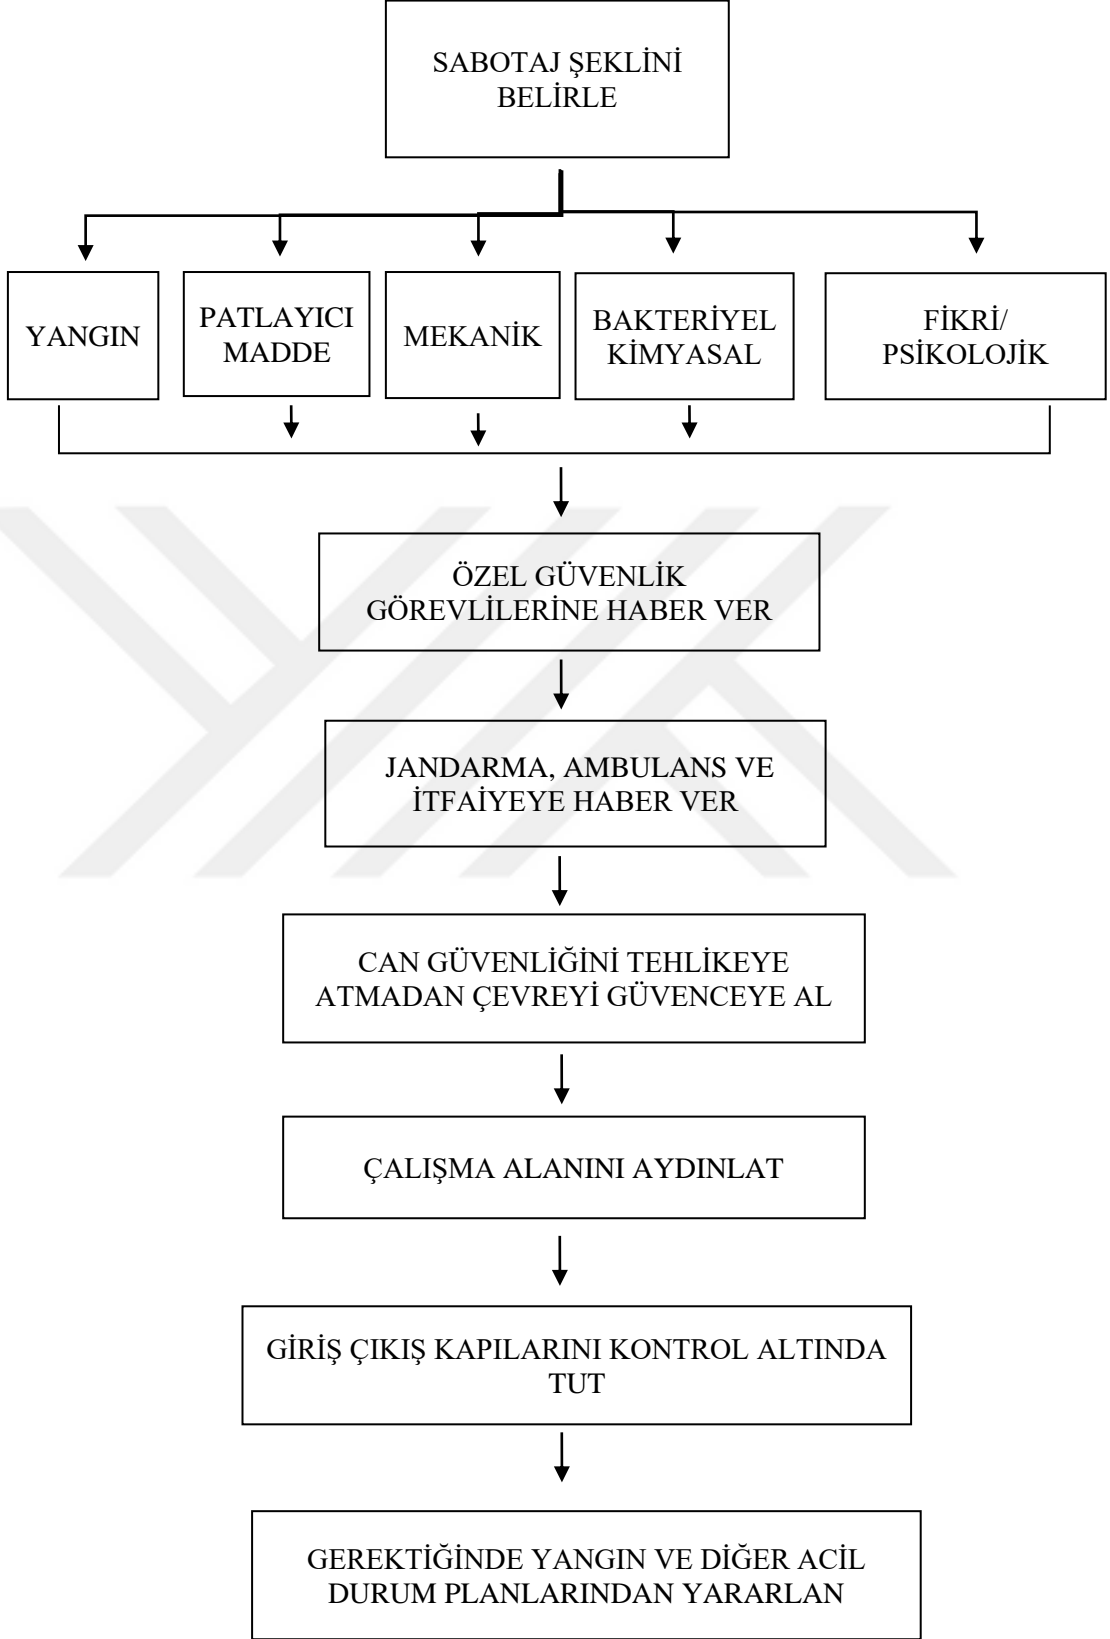 SABOTAJ ŞEKLİNİ
BELİRLE
YANGIN
PATLAYICI
MADDE
MEKANİK
BAKTERİYEL
KİMYASAL
FİKRİ/
PSİKOLOJİK
ÖZEL GÜVENLİK
GÖREVLİLERİNE HABER VER
JANDARMA, AMBULANS VE
İTFAİYEYE HABER VER
CAN GÜVENLİĞİNİ TEHLİKEYE
ATMADAN ÇEVREYİ GÜVENCEYE AL
ÇALIŞMA ALANINI AYDINLAT
GİRİŞ ÇIKIŞ KAPILARINI KONTROL ALTINDA
TUT
GEREKTİĞİNDE YANGIN VE DİĞER ACİL
DURUM PLANLARINDAN YARARLAN